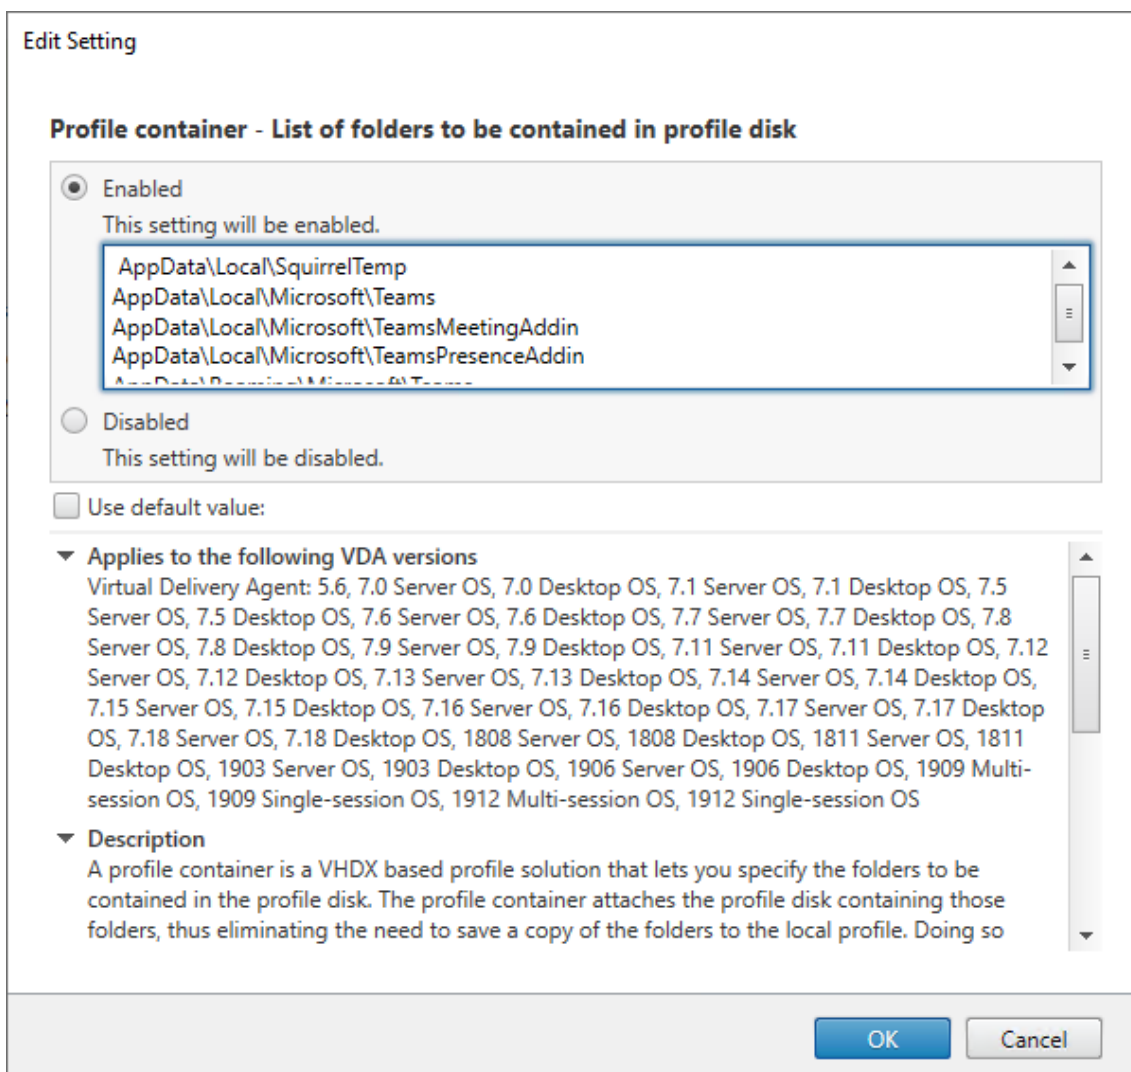 Edit Setting
Profile container - List of folders to be contained in profile disk
Enabled
This setting will be enabled.
AppData\Local\SquirrelTemp
AppData\Local\Microsoft\Teams
AppData\Local\Microsoft\TeamsMeetingAddin
AppData\Local\Microsoft\TeamsPresenceAddin
AppData\Roaming\Microsoft\Teams
Disabled
This setting will be disabled.
Use default value:
Applies to the following VDA versions
Virtual Delivery Agent: 5.6, 7.0 Server OS, 7.0 Desktop OS, 7.1 Server OS, 7.1 Desktop OS, 7.5
Server OS, 7.5 Desktop OS, 7.6 Server OS, 7.6 Desktop OS, 7.7 Server OS, 7.7 Desktop OS, 7.8
Server OS, 7.8 Desktop OS, 7.9 Server OS, 7.9 Desktop OS, 7.11 Server OS, 7.11 Desktop OS, 7.12
Server OS, 7.12 Desktop OS, 7.13 Server OS, 7.13 Desktop OS, 7.14 Server OS, 7.14 Desktop OS,
7.15 Server OS, 7.15 Desktop OS, 7.16 Server OS, 7.16 Desktop OS, 7.17 Server OS, 7.17 Desktop
OS, 7.18 Server OS, 7.18 Desktop OS, 1808 Server OS, 1808 Desktop OS, 1811 Server OS, 1811
Desktop OS, 1903 Server OS, 1903 Desktop OS, 1906 Server OS, 1906 Desktop OS, 1909 Multi-
session OS, 1909 Single-session OS, 1912 Multi-session OS, 1912 Single-session OS
Description
A profile container is a VHDX based profile solution that lets you specify the folders to be
contained in the profile disk. The profile container attaches the profile disk containing those
folders, thus eliminating the need to save a copy of the folders to the local profile. Doing so
OK
Cancel